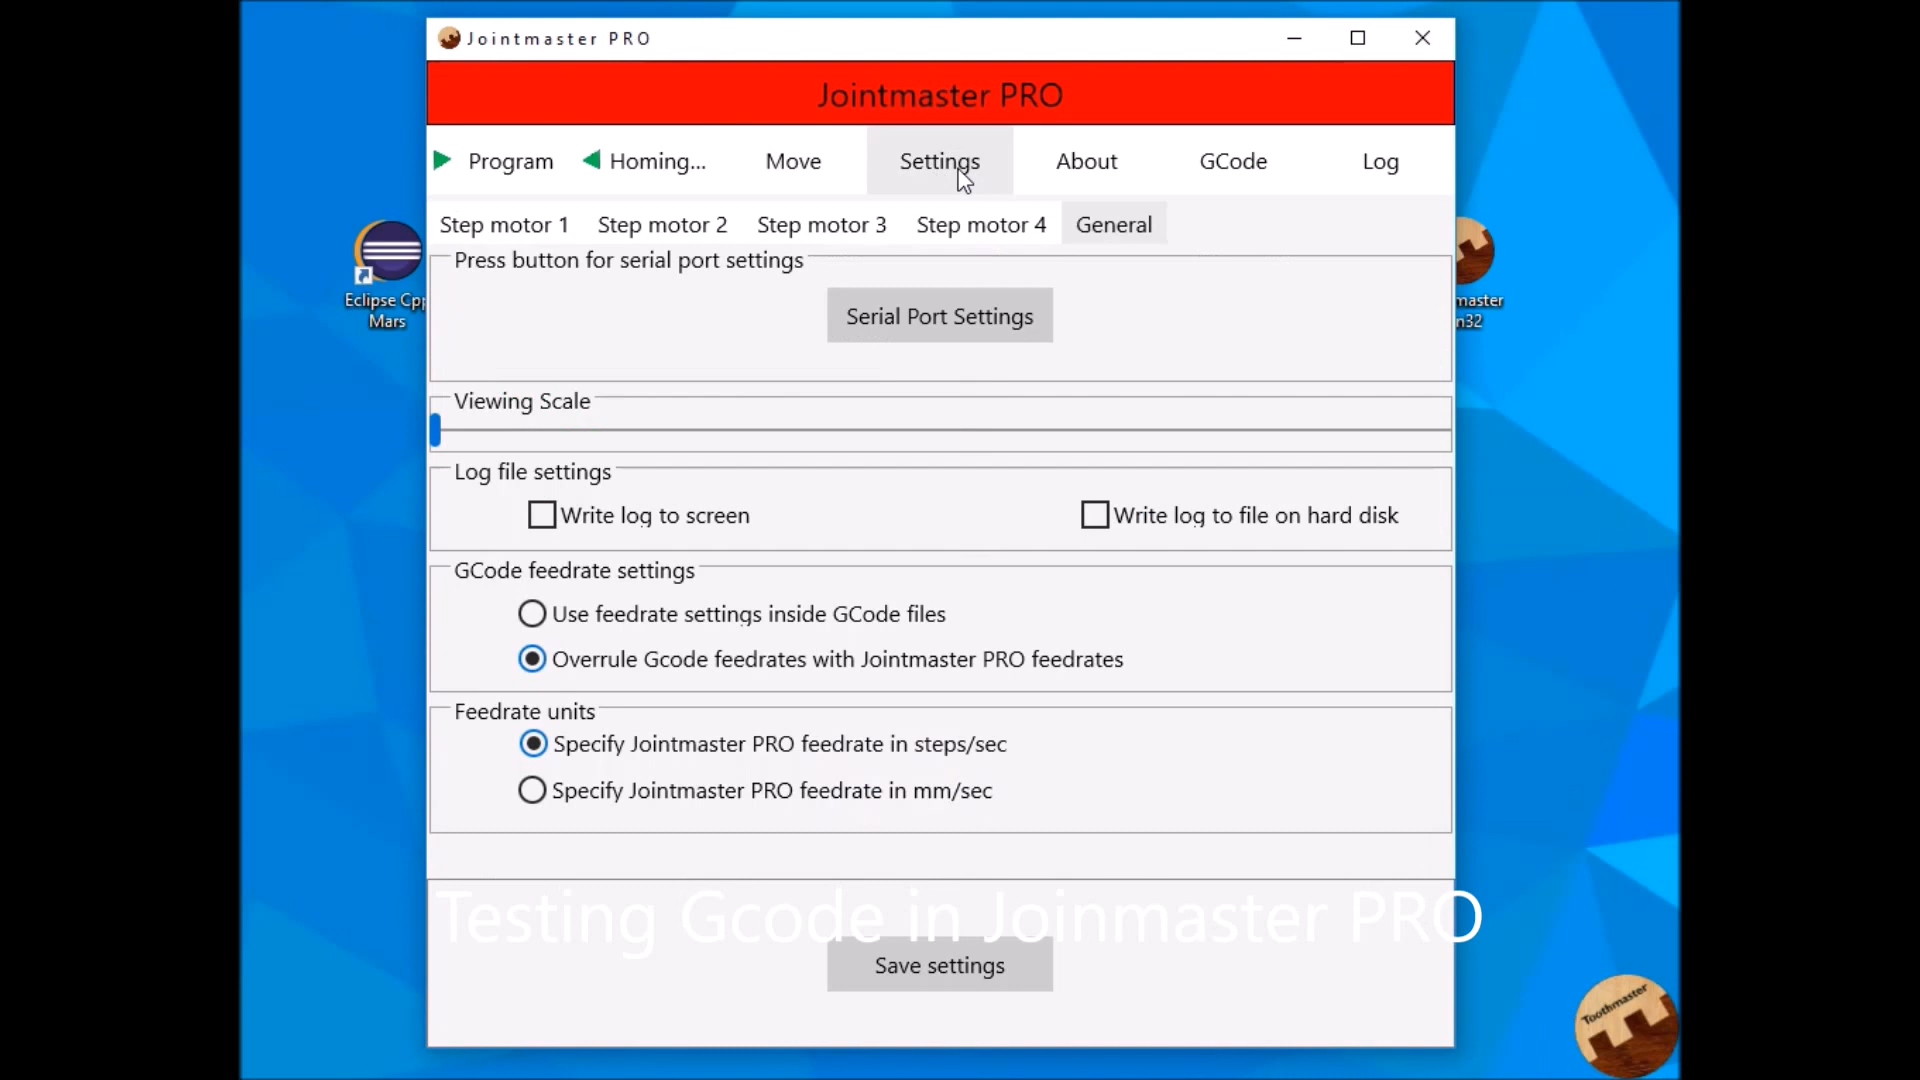 Jointmaster PRO
Jointmaster PRO
Program Homing... Move Settings About GCode Log
Step motor 1 Step motor 2 Step motor 3 Step motor 4 General
Press button for serial port settings
Serial Port Settings
Eclipse Cpp
Mars
master
n32
Viewing Scale
Log file settings
Write log to screen Write log to file on hard disk
GCode feedrate settings
Use feedrate settings inside GCode files
Overrule Gcode feedrates with Jointmaster PRO feedrates
Feedrate units
Specify Jointmaster PRO feedrate in steps/sec
Specify Jointmaster PRO feedrate in mm/sec
Testing Gcode in Joinmaster PRO
Save settings
Toothmaster